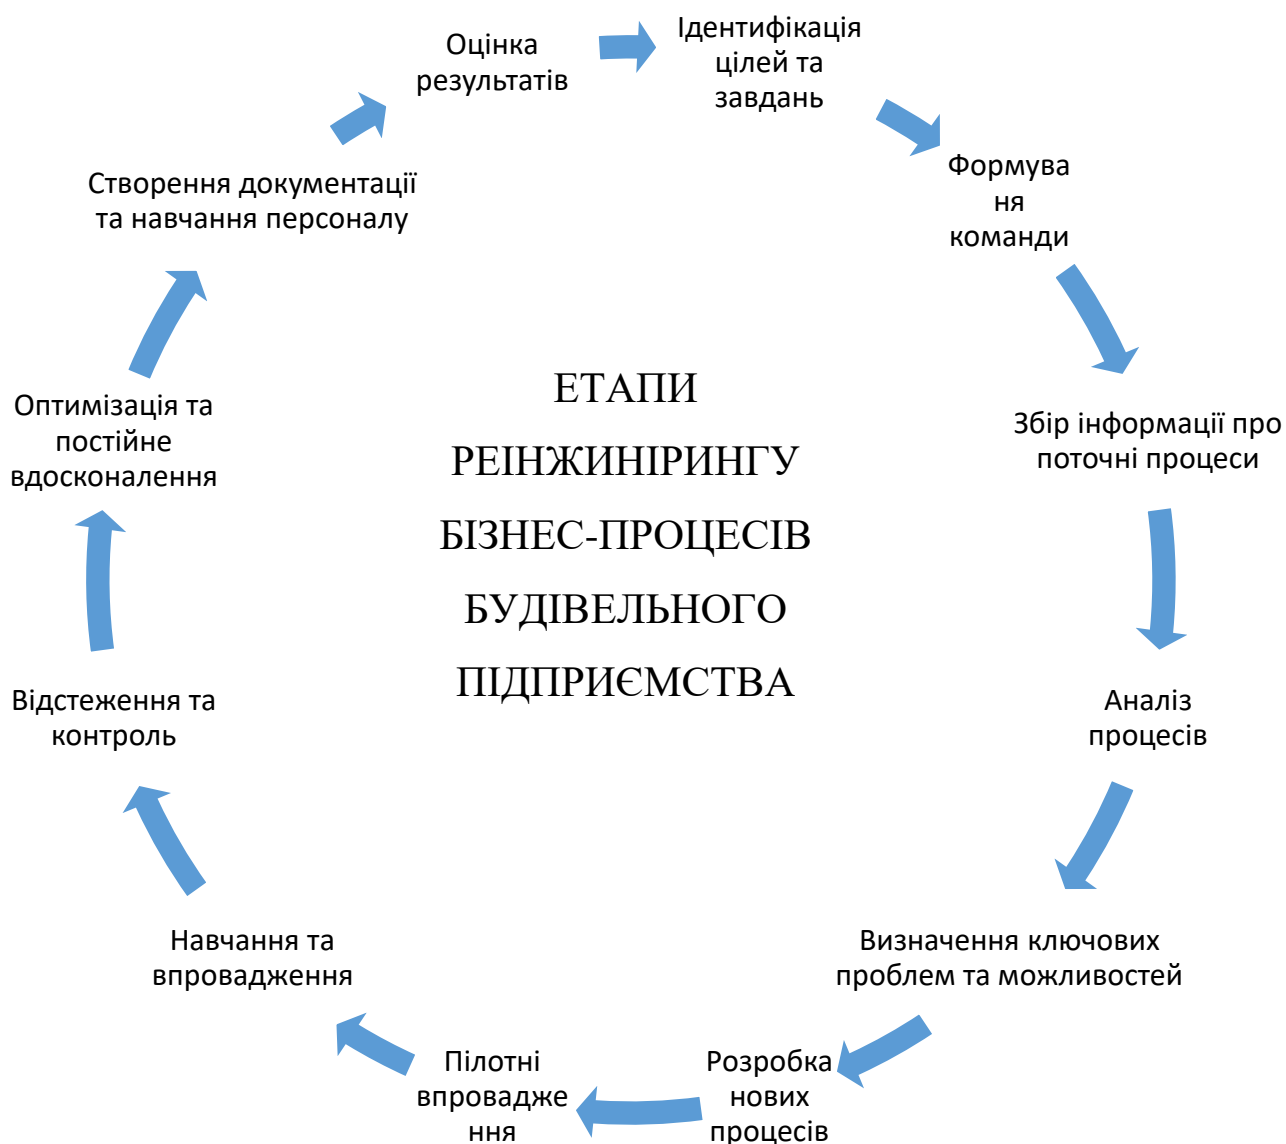 Ідентифікація
цілей та
завдань
Формува
ня
команди
Збір інформації про
поточні процеси
Аналіз
процесів
Визначення ключових
проблем та можливостей
Розробка
нових
процесів
Пілотні
впровадже
ння
Навчання та
впровадження
Відстеження та
контроль
Оптимізація та
постійне
вдосконалення
Створення документації
та навчання персоналу
Оцінка
результатів
ЕТАПИ
РЕІНЖИНІРИНГУ
БІЗНЕС-ПРОЦЕСІВ
БУДІВЕЛЬНОГО
ПІДПРИЄМСТВА